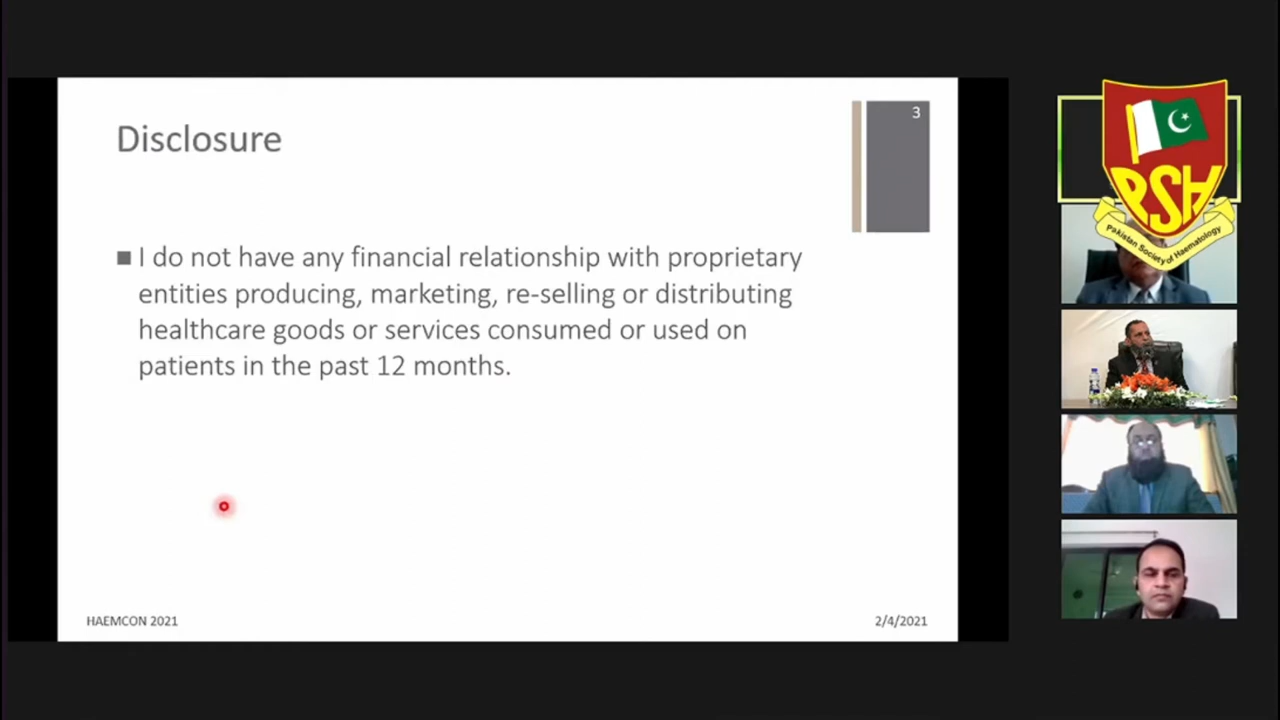 Disclosure
3
■ I do not have any financial relationship with proprietary
entities producing, marketing, re-selling or distributing
healthcare goods or services consumed or used on
patients in the past 12 months.
HAEMCON 2021
2/4/2021
PSH
Pakistan Society of Haematology